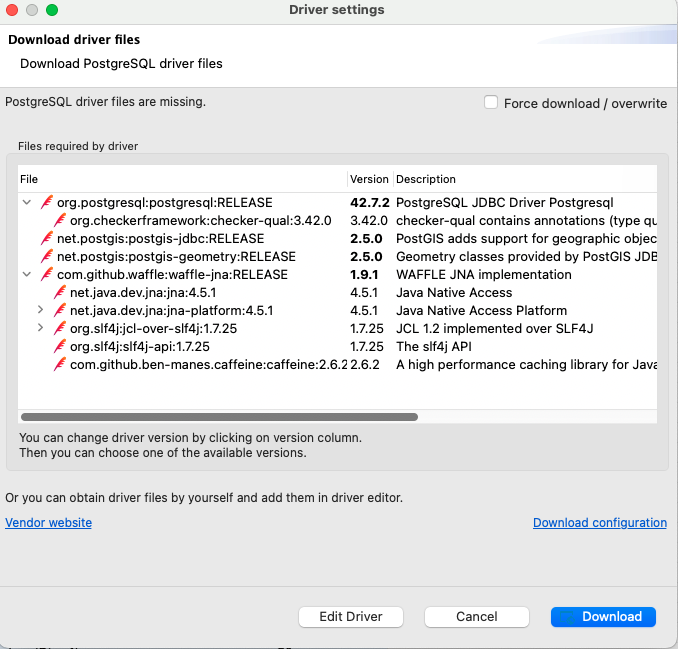 Driver settings
Download driver files
Download PostgreSQL driver files
PostgreSQL driver files are missing.
Force download / overwrite
Files required by driver
File Version Description
org.postgresql:postgresql:RELEASE 42.7.2 PostgreSQL JDBC Driver Postgresql
org.checkerframework:checker-qual:3.42.0 3.42.0 checker-qual contains annotations (type qu
net.postgis:postgis-jdbc:RELEASE 2.5.0 PostGIS adds support for geographic objec
net.postgis:postgis-geometry:RELEASE 2.5.0 Geometry classes provided by PostGIS JDB
com.github.waffle:waffle-jna:RELEASE 1.9.1 WAFFLE JNA implementation
net.java.dev.jna:jna:4.5.1 4.5.1 Java Native Access
net.java.dev.jna:jna-platform:4.5.1 4.5.1 Java Native Access Platform
org.slf4j:jcl-over-slf4j:1.7.25 1.7.25 JCL 1.2 implemented over SLF4J
org.slf4j:slf4j-api:1.7.25 1.7.25 The slf4j API
com.github.ben-manes.caffeine:caffeine:2.6.2 2.6.2 A high performance caching library for Java
You can change driver version by clicking on version column.
Then you can choose one of the available versions.
Or you can obtain driver files by yourself and add them in driver editor.
Vendor website Download configuration
Edit Driver Cancel Download